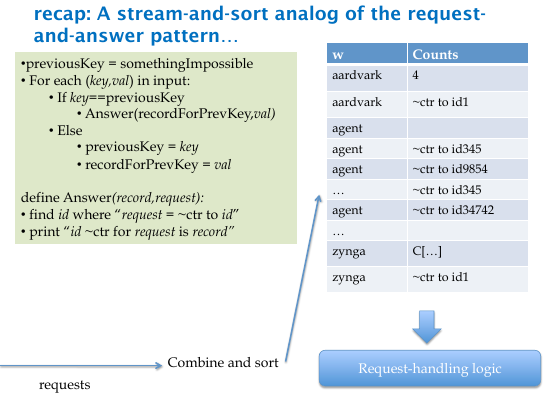 recap: A stream-and-sort analog of the request-
and-answer pattern…
•previousKey = somethingImpossible
• For each (key,val) in input:
• If key==previousKey
• Answer(recordForPrevKey,val)
• Else
• previousKey = key
• recordForPrevKey = val
define Answer(record,request):
• find id where “request = ~ctr to id”
• print “id ~ctr for request is record”
w Counts
aardvark 4
aardvark ~ctr to id1
agent
agent ~ctr to id345
agent ~ctr to id9854
… ~ctr to id345
agent ~ctr to id34742
…
zynga C[…]
zynga ~ctr to id1
Combine and sort
requests
Request-handling logic